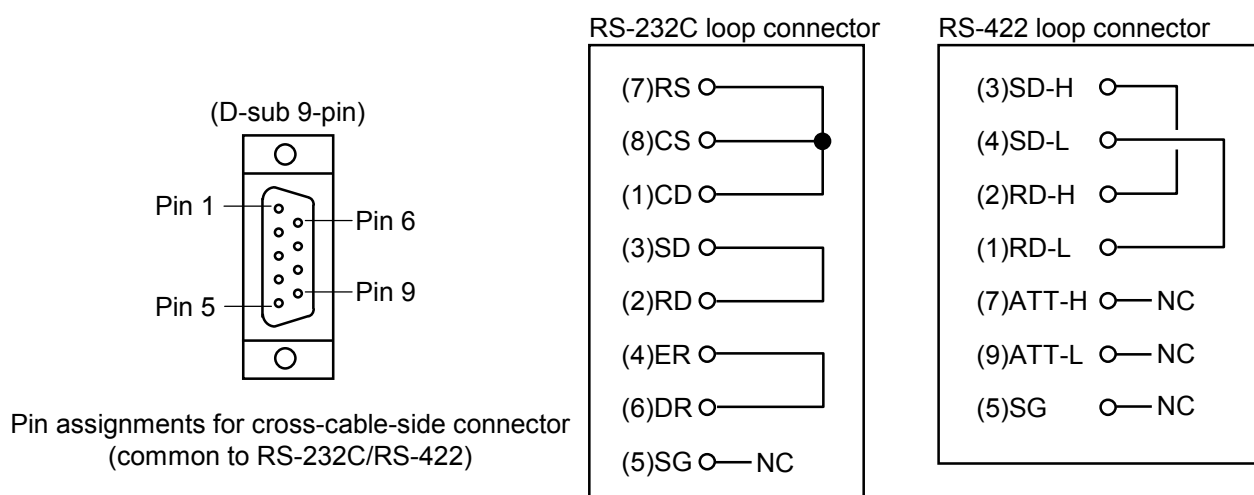 RS-232C loop connector
RS-422 loop connector
(D-sub 9-pin)
Pin 1
Pin 6
Pin 5
Pin 9
Pin assignments for cross-cable-side connector
(common to RS-232C/RS-422)
(7)RS
(8)CS
(1)CD
(3)SD
(2)RD
(4)ER
(6)DR
(5)SG NC
(3)SD-H
(4)SD-L
(2)RD-H
(1)RD-L
(7)ATT-H NC
(9)ATT-L NC
(5)SG NC